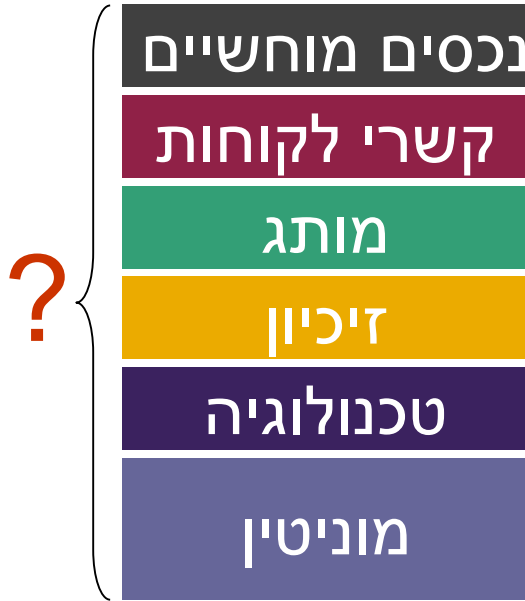 נכסים מוחשיים
קשרי לקוחות
מותג
?
זיכיון
טכנולוגיה
מוניטין